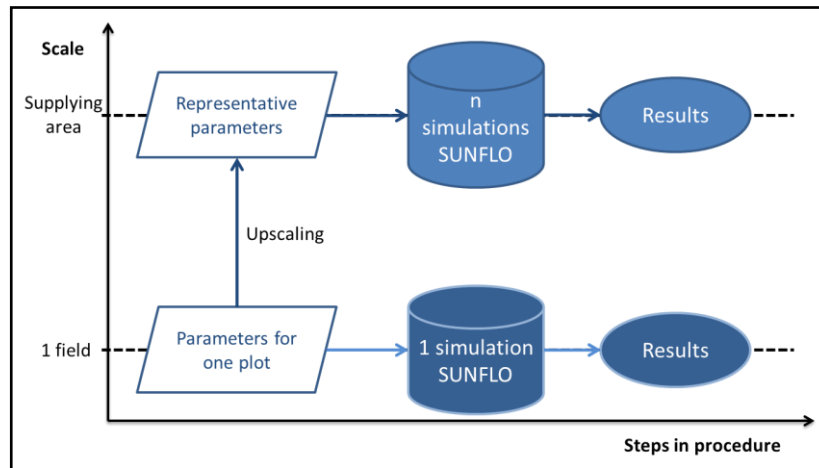 Scale
Supplying
area
Representative
parameters
n
simulations
SUNFLO
Results
Upscaling
1 field
Parameters for
one plot
1 simulation
SUNFLO
Results
Steps in procedure